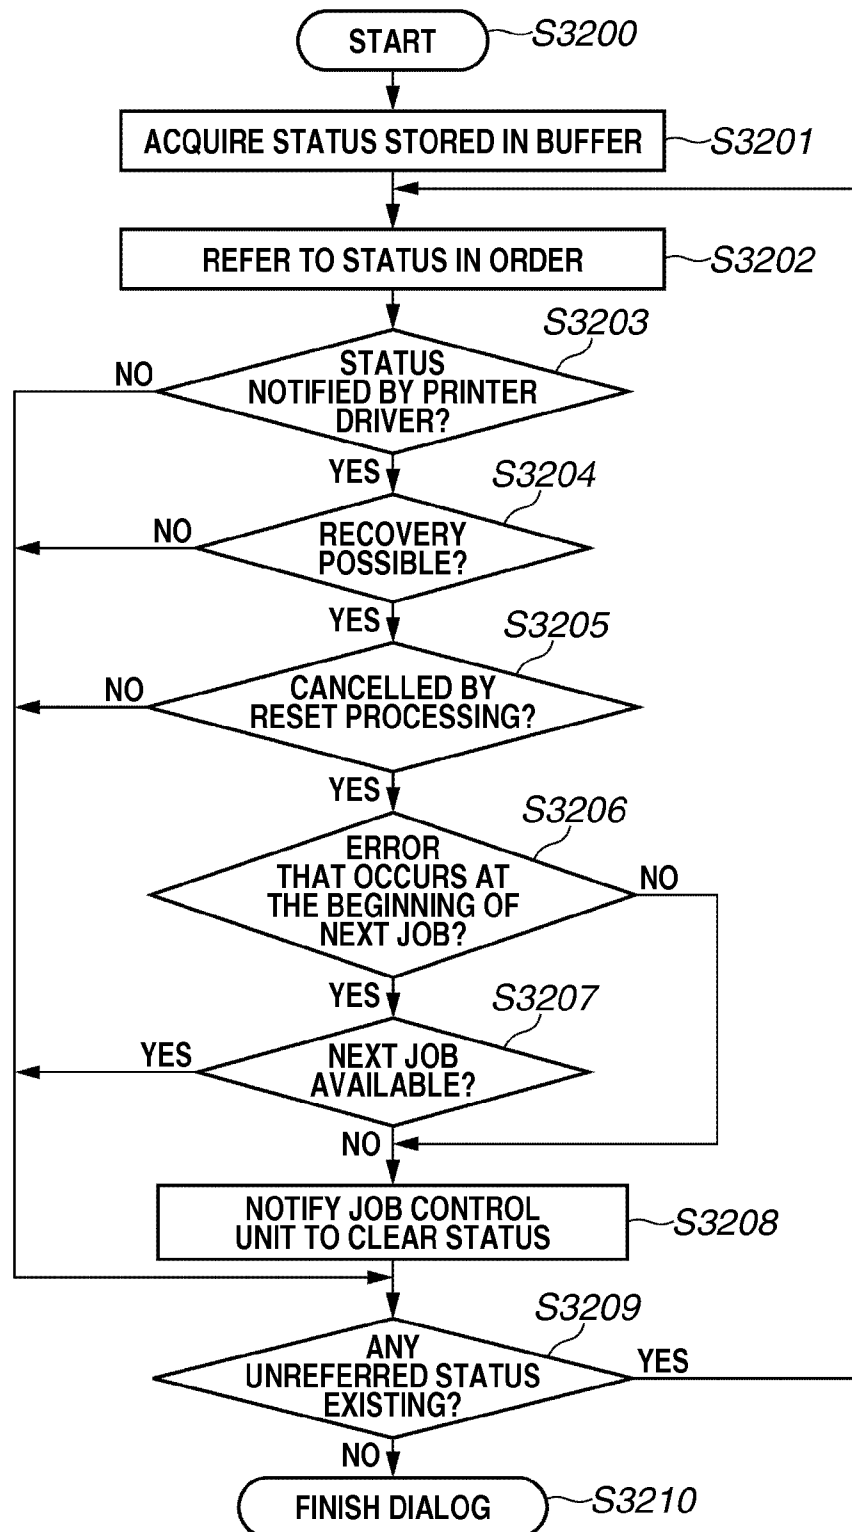 START
S3200
ACQUIRE STATUS STORED IN BUFFER
S3201
REFER TO STATUS IN ORDER
S3202
S3203
NO
STATUS
NOTIFIED BY PRINTER
DRIVER?
YES
S3204
NO
RECOVERY
POSSIBLE?
YES
S3205
NO
CANCELLED BY
RESET PROCESSING?
YES
S3206
ERROR
THAT OCCURS AT
THE BEGINNING OF
NEXT JOB?
NO
YES
S3207
YES
NEXT JOB
AVAILABLE?
NO
NOTIFY JOB CONTROL
UNIT TO CLEAR STATUS
S3208
S3209
ANY
UNREFERRED STATUS
EXISTING?
YES
NO
FINISH DIALOG
S3210